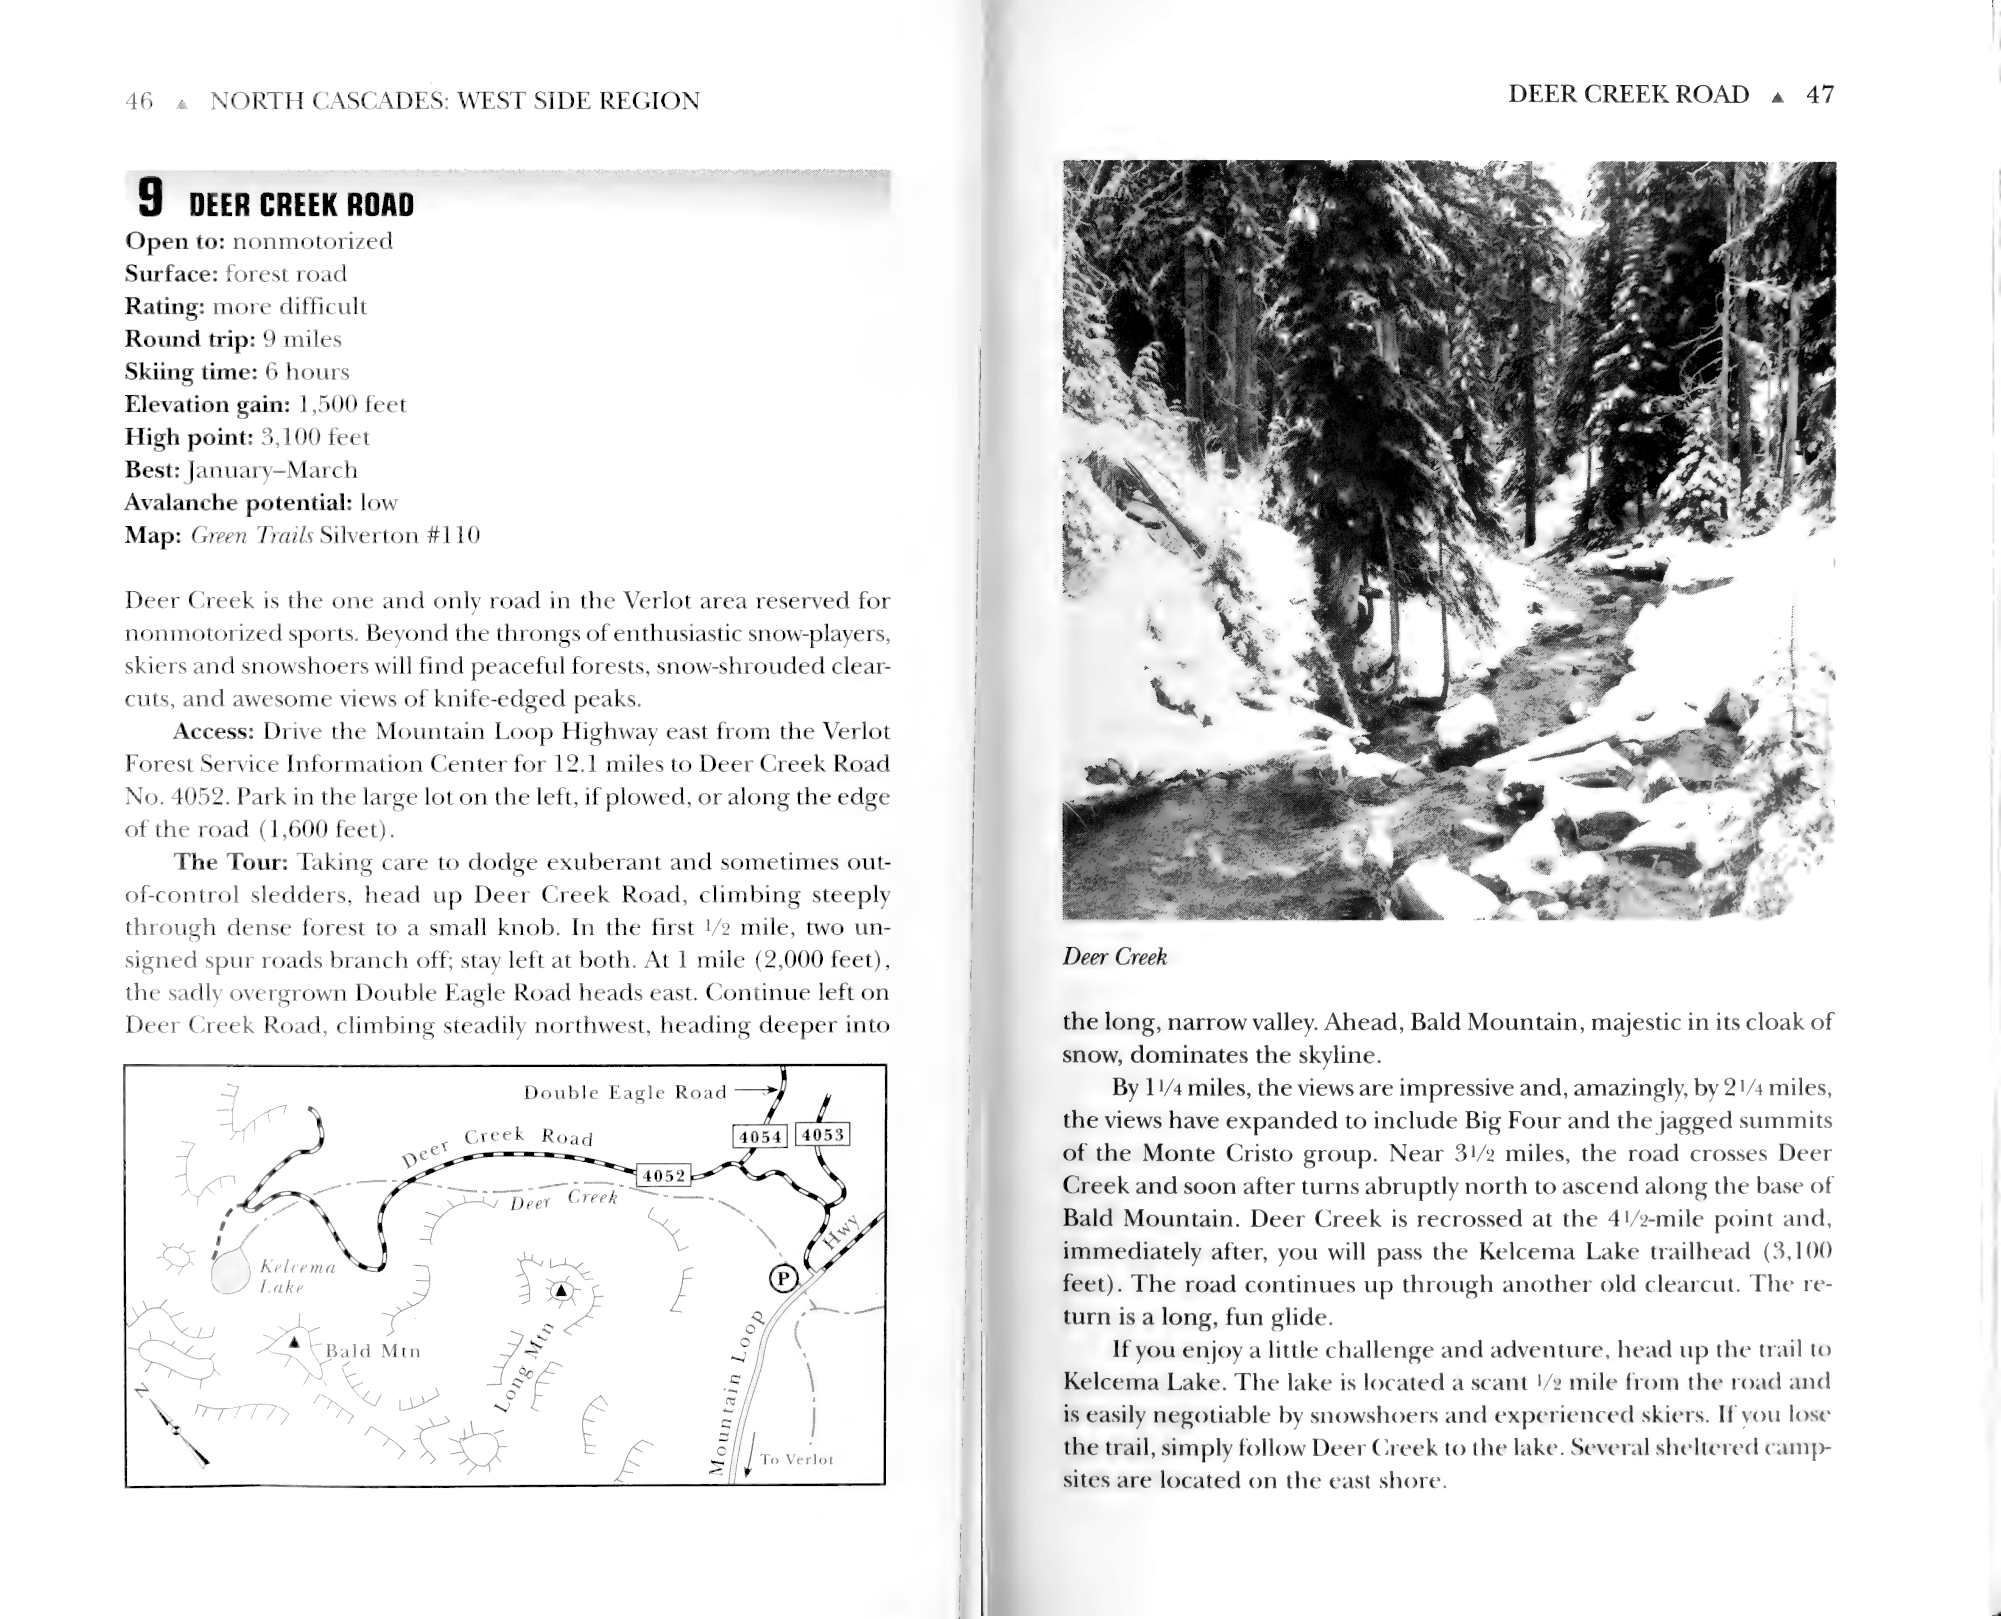 46 ▲ NORTH CASCADES: WEST SIDE REGION
9 DEER CREEK ROAD
Open to: nonmotorized
Surface: forest road
Rating: more difficult
Round trip: 9 miles
Skiing time: 6 hours
Elevation gain: 1,500 feet
High point: 3,100 feet
Best: January–March
Avalanche potential: low
Map: Green Trails Silverton #110
Deer Creek is the one and only road in the Verlot area reserved for
nonmotorized sports. Beyond the throngs of enthusiastic snow-players,
skiers and snowshoers will find peaceful forests, snow-shrouded clear-
cuts, and awesome views of knife-edged peaks.
Access: Drive the Mountain Loop Highway east from the Verlot
Forest Service Information Center for 12.1 miles to Deer Creek Road
No. 4052. Park in the large lot on the left, if plowed, or along the edge
of the road (1,600 feet).
The Tour: Taking care to dodge exuberant and sometimes out-
of-control sledders, head up Deer Creek Road, climbing steeply
through dense forest to a small knob. In the first 1/2 mile, two un-
signed spur roads branch off; stay left at both. At 1 mile (2,000 feet),
the sadly overgrown Double Eagle Road heads east. Continue left on
Deer Creek Road, climbing steadily northwest, heading deeper into
Double Eagle Road
4054
4053
Deer Creek Road
4052
Deer Creek
Hwy
Kelcema
Lake
P
Bald Mtn
Long Mtn
Mountain Loop
N
To Verlot
DEER CREEK ROAD ▲ 47
Deer Creek
the long, narrow valley. Ahead, Bald Mountain, majestic in its cloak of
snow, dominates the skyline.
By 1 1/4 miles, the views are impressive and, amazingly, by 2 1/4 miles,
the views have expanded to include Big Four and the jagged summits
of the Monte Cristo group. Near 3 1/2 miles, the road crosses Deer
Creek and soon after turns abruptly north to ascend along the base of
Bald Mountain. Deer Creek is recrossed at the 4 1/2-mile point and,
immediately after, you will pass the Kelcema Lake trailhead (3,100
feet). The road continues up through another old clearcut. The re-
turn is a long, fun glide.
If you enjoy a little challenge and adventure, head up the trail to
Kelcema Lake. The lake is located a scant 1/2 mile from the road and
is easily negotiable by snowshoers and experienced skiers. If you lose
the trail, simply follow Deer Creek to the lake. Several sheltered camp-
sites are located on the east shore.